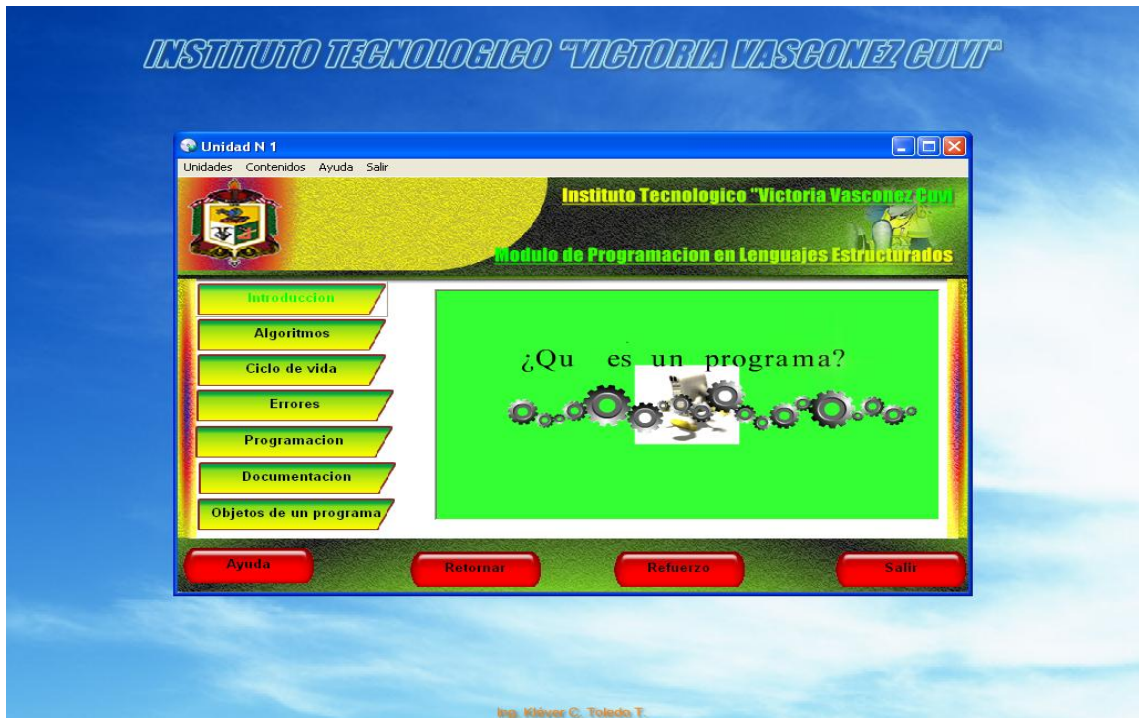 INSTITUTO TECNOLOGICO "VICTORIA VASCONEZ CUVI"
Unidad N 1
Unidades Contenidos Ayuda Salir
Instituto Tecnologico "Victoria Vasconez Cuvi
Modulo de Programacion en Lenguajes Estructurados
Introduccion
Algoritmos
Ciclo de vida
Errores
Programacion
Documentacion
Objetos de un programa
¿Qu es un programa?
Ayuda
Retornar
Refuerzo
Salir
Ing. Kléver C. Toledo T.